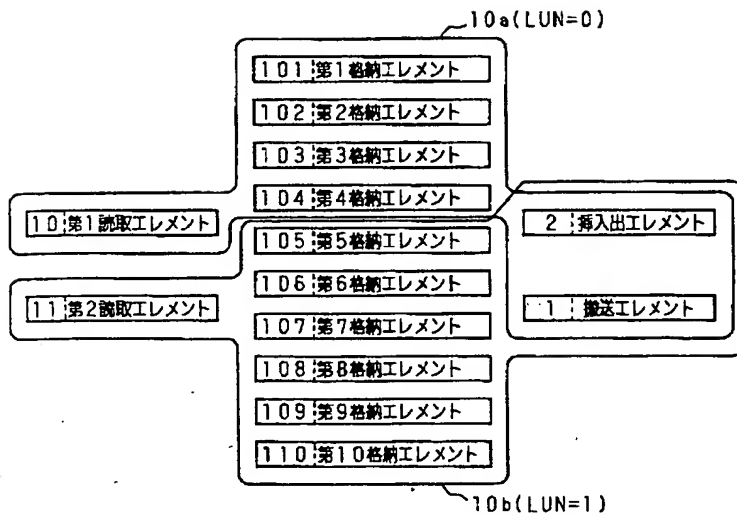 10a(LUN=0)
101 第1格納エレメント
102 第2格納エレメント
103 第3格納エレメント
104 第4格納エレメント
10 第1読取エレメント
2 挿入出エレメント
105 第5格納エレメント
106 第6格納エレメント
11 第2読取エレメント
1 搬送エレメント
107 第7格納エレメント
108 第8格納エレメント
109 第9格納エレメント
110 第10格納エレメント
10b(LUN=1)